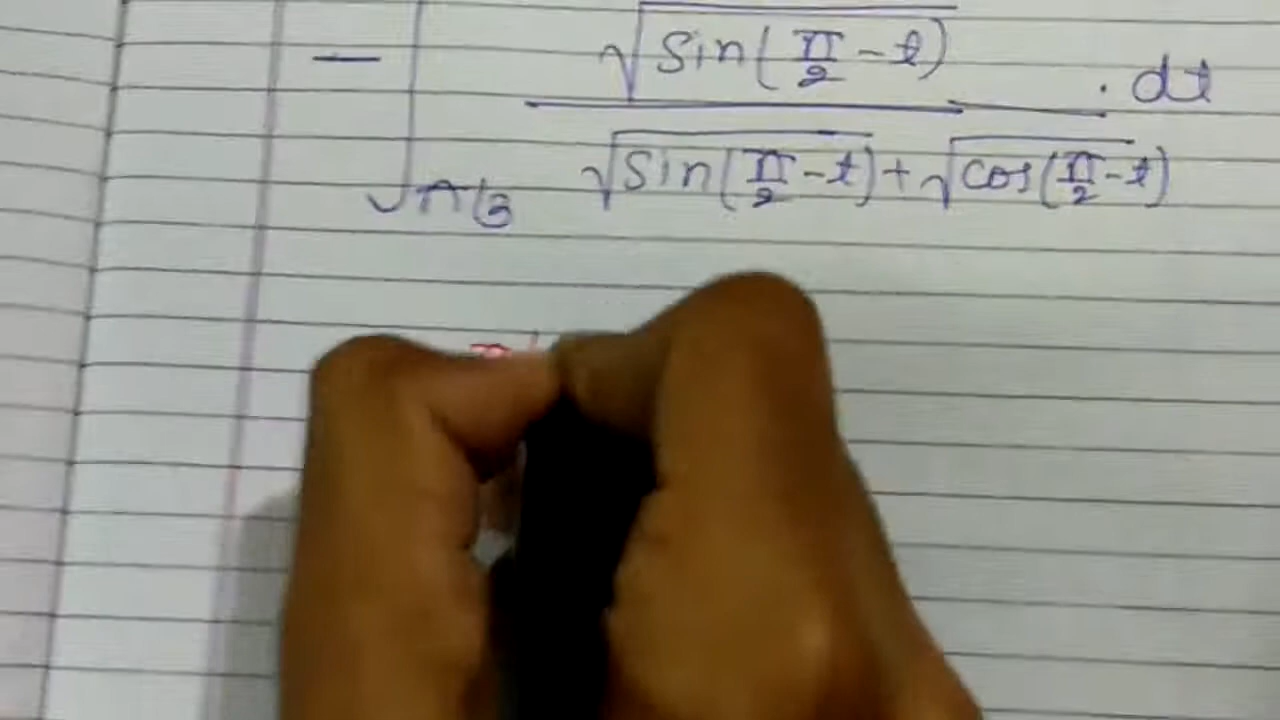 √sin(π/2 - t)
- ∫ . dt
π/3 √sin(π/2 - t) + √cos(π/2 - t)